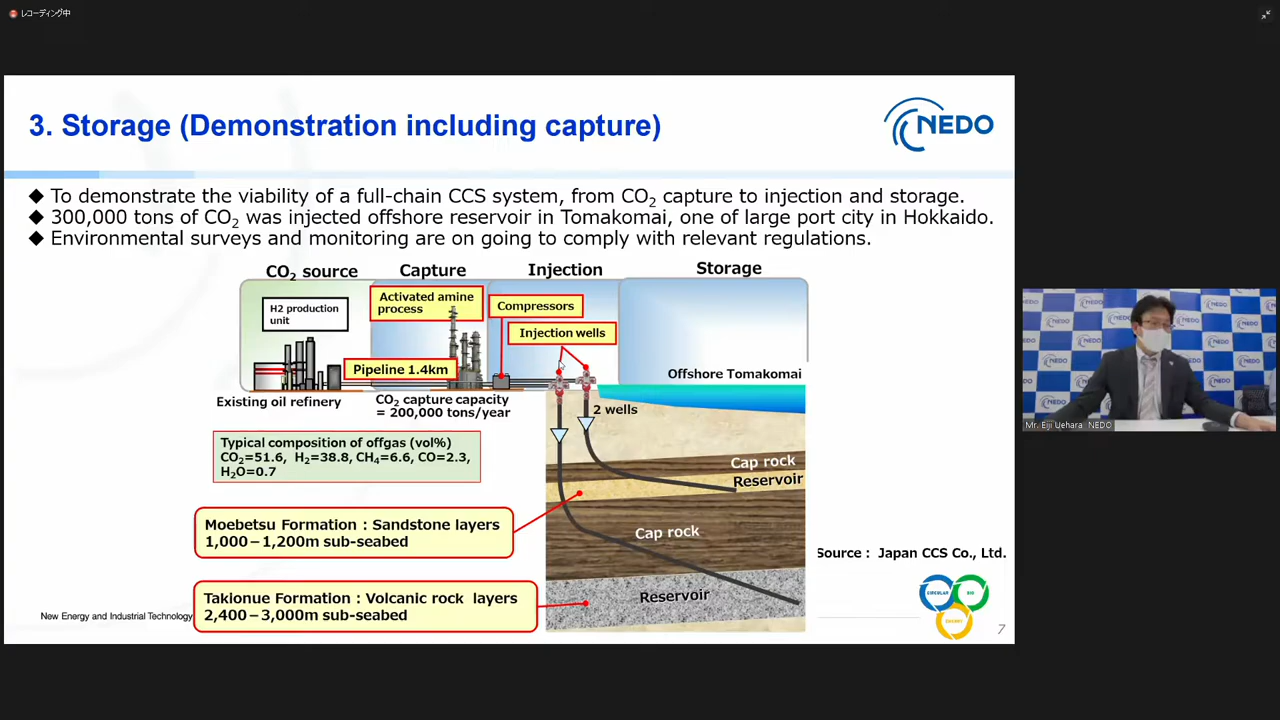 レコーディング中
3. Storage (Demonstration including capture)
NEDO
◆ To demonstrate the viability of a full-chain CCS system, from CO2 capture to injection and storage.
◆ 300,000 tons of CO2 was injected offshore reservoir in Tomakomai, one of large port city in Hokkaido.
◆ Environmental surveys and monitoring are on going to comply with relevant regulations.
CO2 source
Capture
Injection
Storage
H2 production
unit
Activated amine
process
Compressors
Injection wells
Pipeline 1.4km
Offshore Tomakomai
Existing oil refinery
CO2 capture capacity
= 200,000 tons/year
2 wells
Typical composition of offgas (vol%)
CO2=51.6, H2=38.8, CH4=6.6, CO=2.3,
H2O=0.7
Cap rock
Reservoir
Moebetsu Formation : Sandstone layers
1,000－1,200m sub-seabed
Cap rock
Source : Japan CCS Co., Ltd.
Takionue Formation : Volcanic rock layers
2,400－3,000m sub-seabed
Reservoir
CIRCULAR
BIO
ENERGY
New Energy and Industrial Technology
7
NEDO
NEDO
NEDO
Mr. Eiji Uehara NEDO